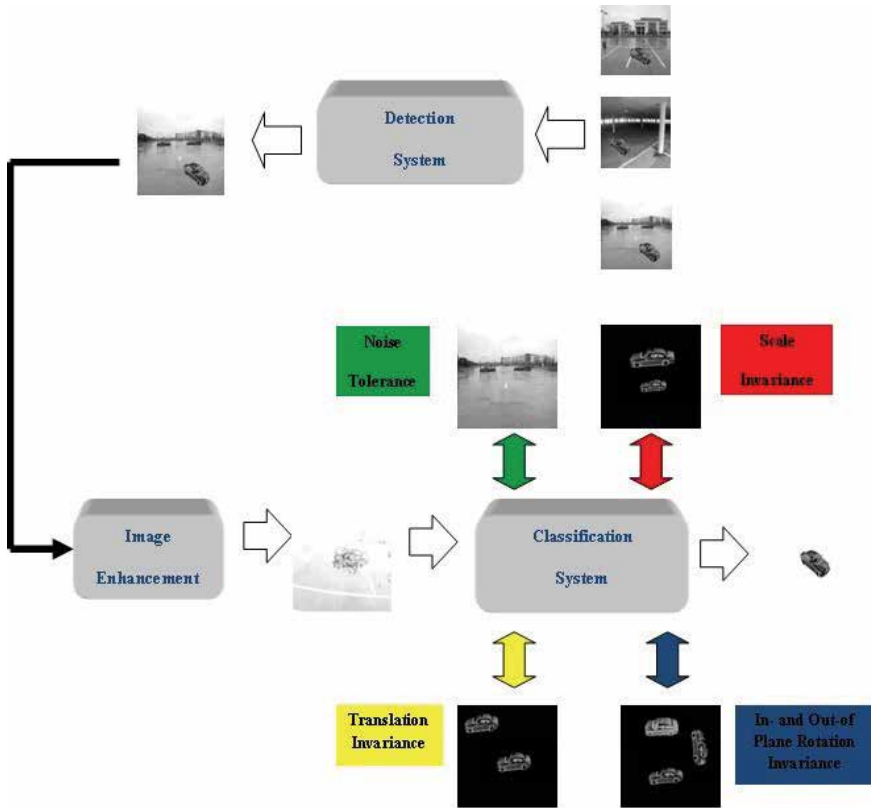 Detection
System
Noise
Tolerance
Scale
Invariance
Image
Enhancement
Classification
System
Translation
Invariance
In- and Out-of
Plane Rotation
Invariance